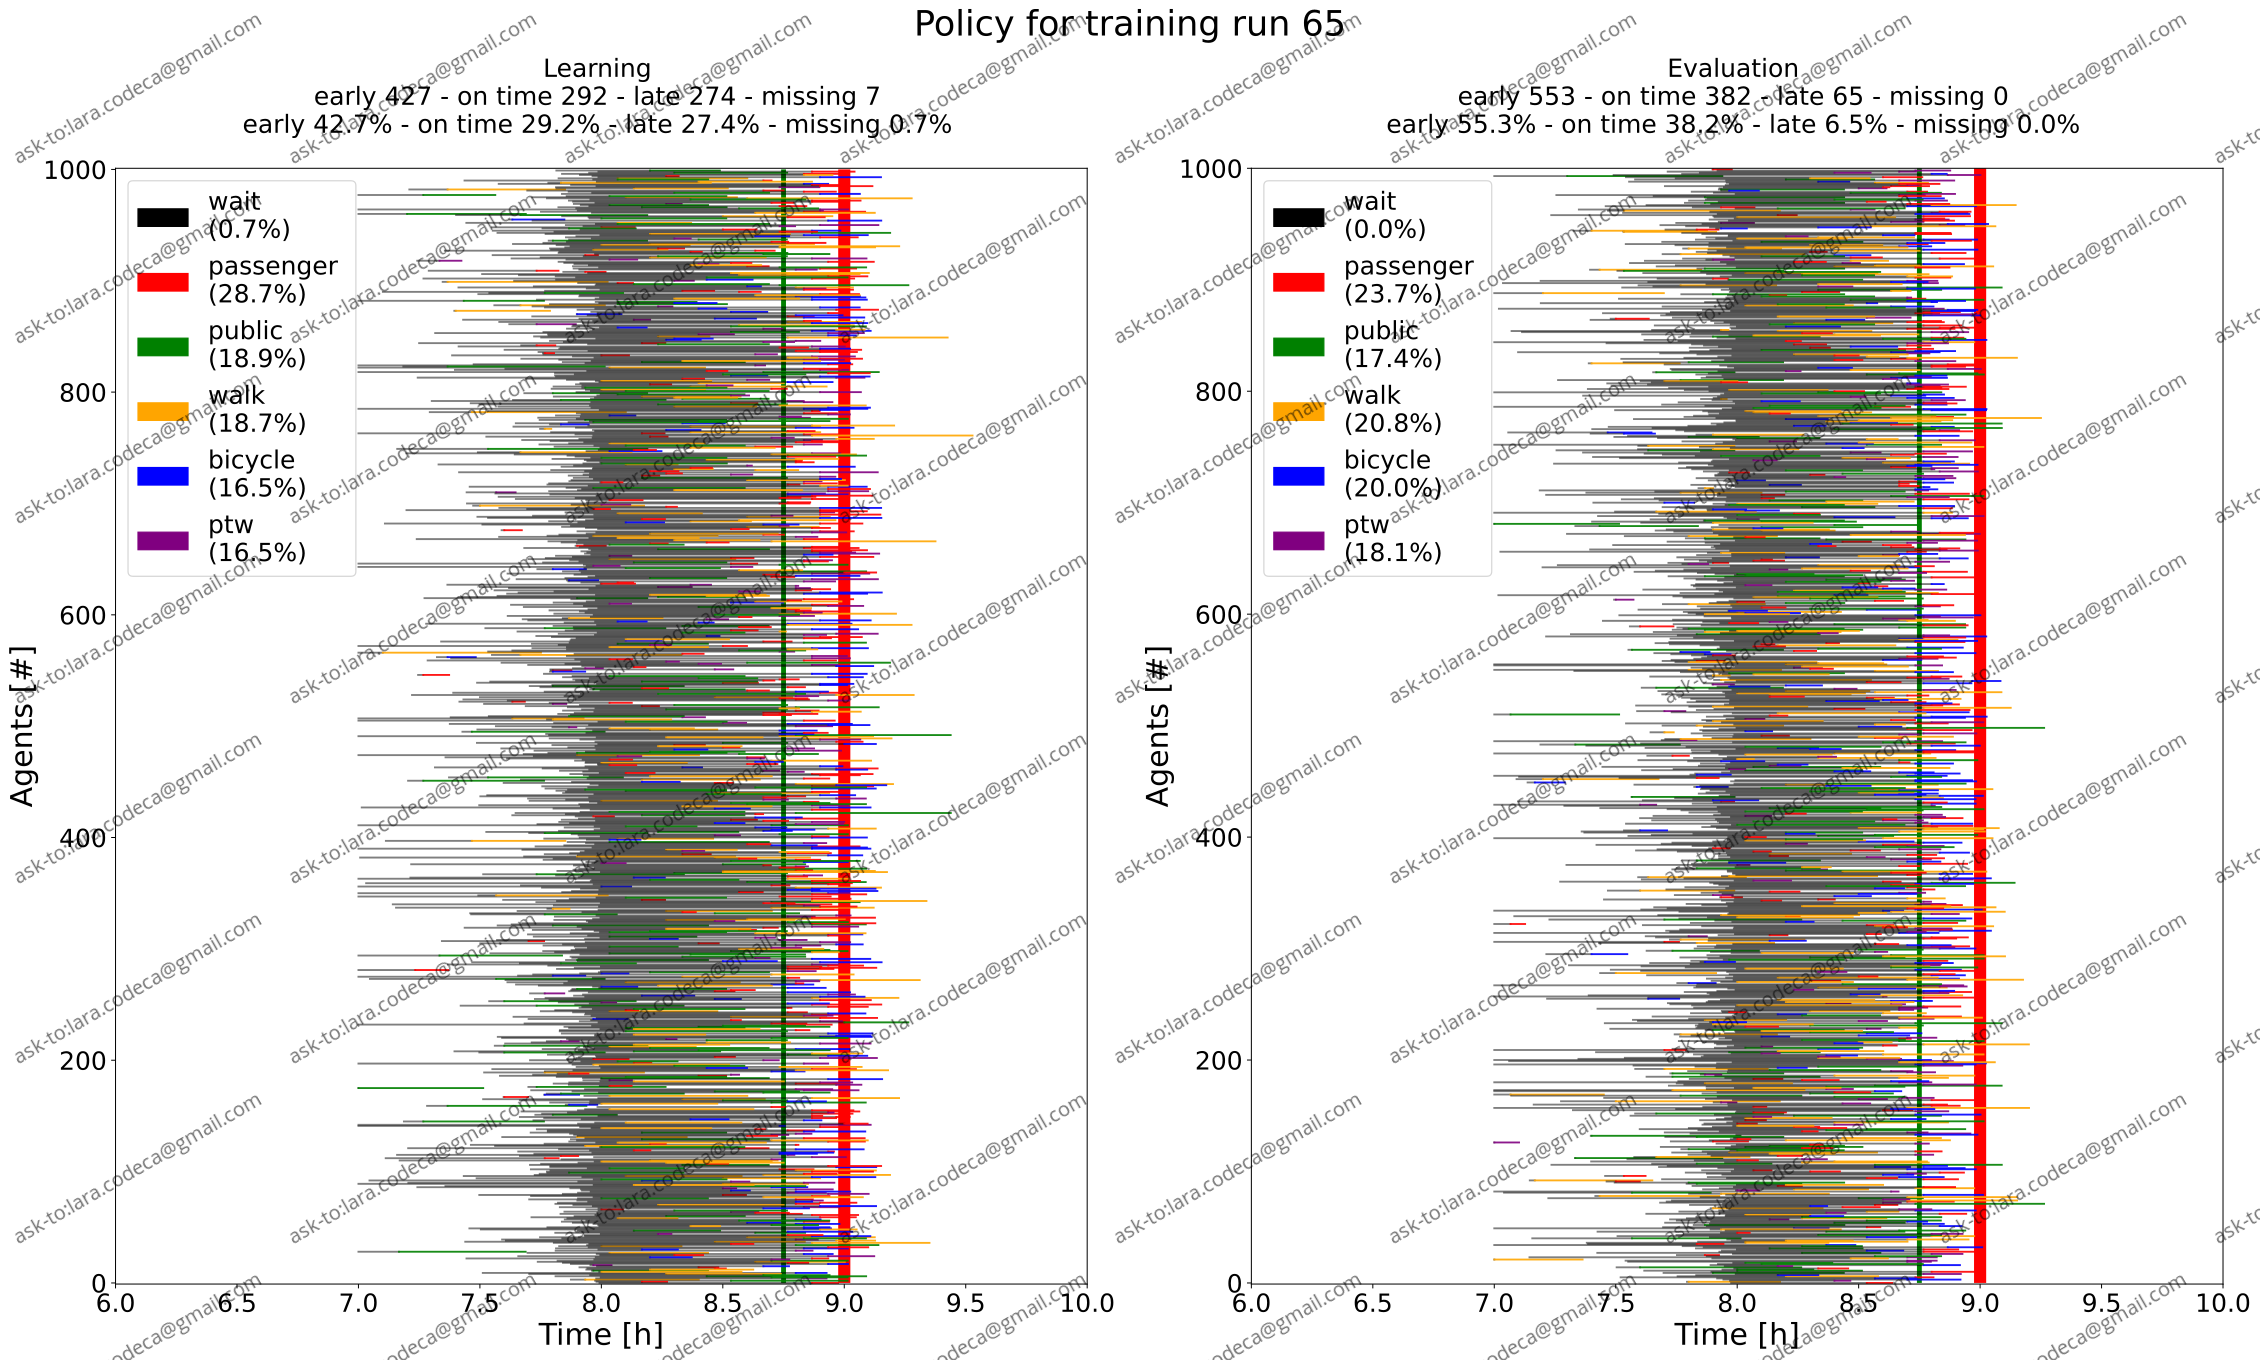 Policy for training run 65
Learning
early 427 - on time 292 - late 274 - missing 7
early 42.7% - on time 29.2% - late 27.4% - missing 0.7%
1000
800
600
400
200
0
Agents [#]
wait
(0.7%)
passenger
(28.7%)
public
(18.9%)
walk
(18.7%)
bicycle
(16.5%)
ptw
(16.5%)
6.0 6.5 7.0 7.5 8.0 8.5 9.0 9.5 10.0
Time [h]
Evaluation
early 553 - on time 382 - late 65 - missing 0
early 55.3% - on time 38.2% - late 6.5% - missing 0.0%
1000
800
600
400
200
0
Agents [#]
wait
(0.0%)
passenger
(23.7%)
public
(17.4%)
walk
(20.8%)
bicycle
(20.0%)
ptw
(18.1%)
6.0 6.5 7.0 7.5 8.0 8.5 9.0 9.5 10.0
Time [h]
ask-to:lara.codeca@gmail.com